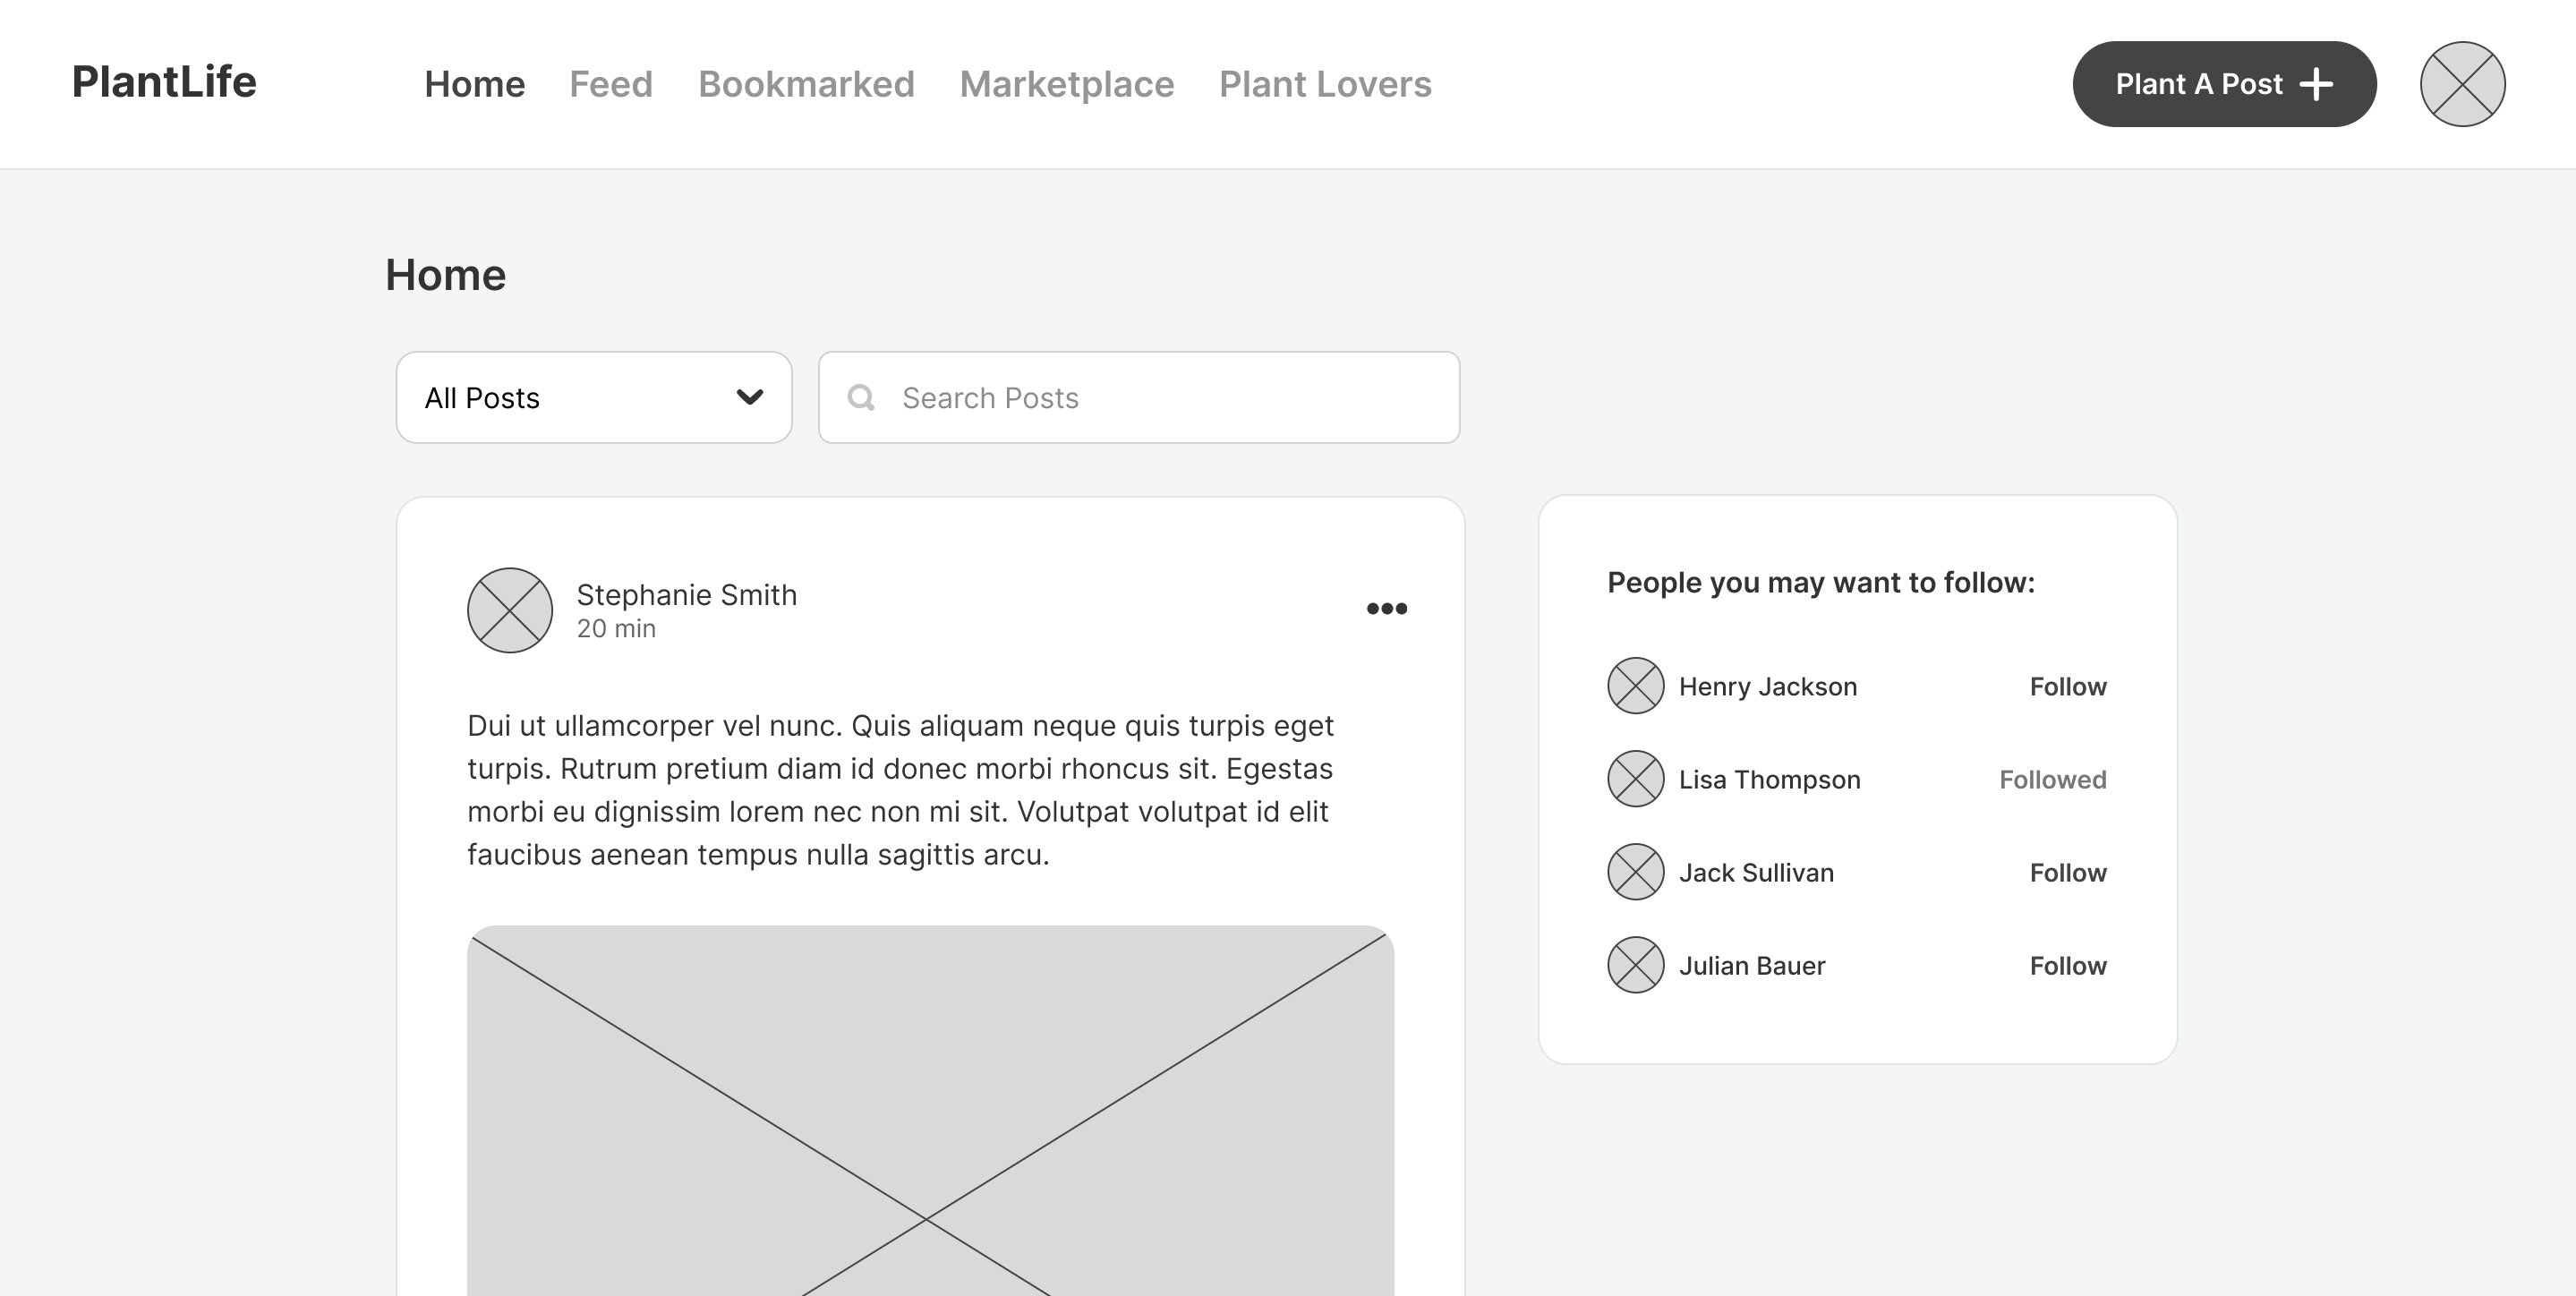 PlantLife
Home
Feed
Bookmarked
Marketplace
Plant Lovers
Plant A Post
Home
All Posts
Search Posts
Stephanie Smith
20 min
Dui ut ullamcorper vel nunc. Quis aliquam neque quis turpis eget
turpis. Rutrum pretium diam id donec morbi rhoncus sit. Egestas
morbi eu dignissim lorem nec non mi sit. Volutpat volutpat id elit
faucibus aenean tempus nulla sagittis arcu.
People you may want to follow:
Henry Jackson
Follow
Lisa Thompson
Followed
Jack Sullivan
Follow
Julian Bauer
Follow